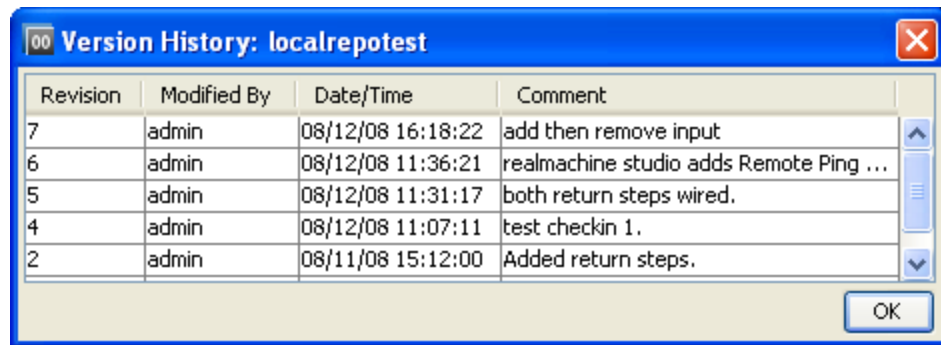 00 Version History: localrepotest
Revision Modified By Date/Time Comment
7 admin 08/12/08 16:18:22 add then remove input
6 admin 08/12/08 11:36:21 realmachine studio adds Remote Ping ...
5 admin 08/12/08 11:31:17 both return steps wired.
4 admin 08/12/08 11:07:11 test checkin 1.
2 admin 08/11/08 15:12:00 Added return steps.
OK